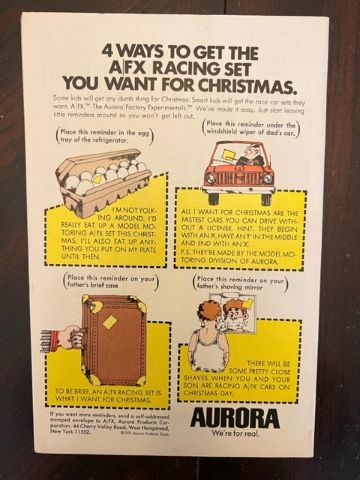 4 WAYS TO GET THE
A/FX RACING SET
YOU WANT FOR CHRISTMAS.
Some kids will get any dumb thing for Christmas. Smart kids will get the race car sets they
want. A/FX.™ The Aurora Factory Experimentals.™ We've made it easy. Just start leaving
little reminders around so you won't get left out.
Place this reminder in the egg
tray of the refrigerator.
I'M NOT YOLK-
ING AROUND. I'D
REALLY EAT UP A MODEL MO-
TORING A/FX SET THIS CHRIST-
MAS. I'LL ALSO EAT UP ANY-
THING YOU PUT ON MY PLATE
UNTIL THEN.
Place this reminder under the
windshield wiper of dad's car.
ALL I WANT FOR CHRISTMAS ARE THE
FASTEST CARS YOU CAN DRIVE WITH-
OUT A LICENSE. HINT. THEY BEGIN
WITH AN 'A', HAVE AN 'F' IN THE MIDDLE
AND END WITH AN 'X'.
P.S. THEY'RE MADE BY THE MODEL MO-
TORING DIVISION OF AURORA.
Place this reminder on your
father's brief case
TO BE BRIEF, AN A/FX RACING SET IS
WHAT I WANT FOR CHRISTMAS.
Place this reminder on your
father's shaving mirror
THERE WILL BE
SOME PRETTY CLOSE
SHAVES WHEN YOU AND YOUR
SON ARE RACING A/FX CARS ON
CHRISTMAS DAY.
If you want more reminders, send a self-addressed
stamped envelope to A/FX, Aurora Products Cor-
poration, 44 Cherry Valley Road, West Hempstead,
New York 11552.
Aurora Products Corp.
AURORA
We're for real.